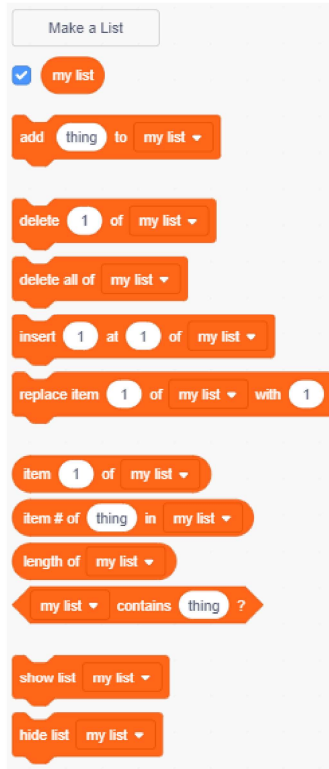 Make a List
my list
add thing to my list
delete 1 of my list
delete all of my list
insert 1 at 1 of my list
replace item 1 of my list with 1
item 1 of my list
item # of thing in my list
length of my list
my list contains thing ?
show list my list
hide list my list